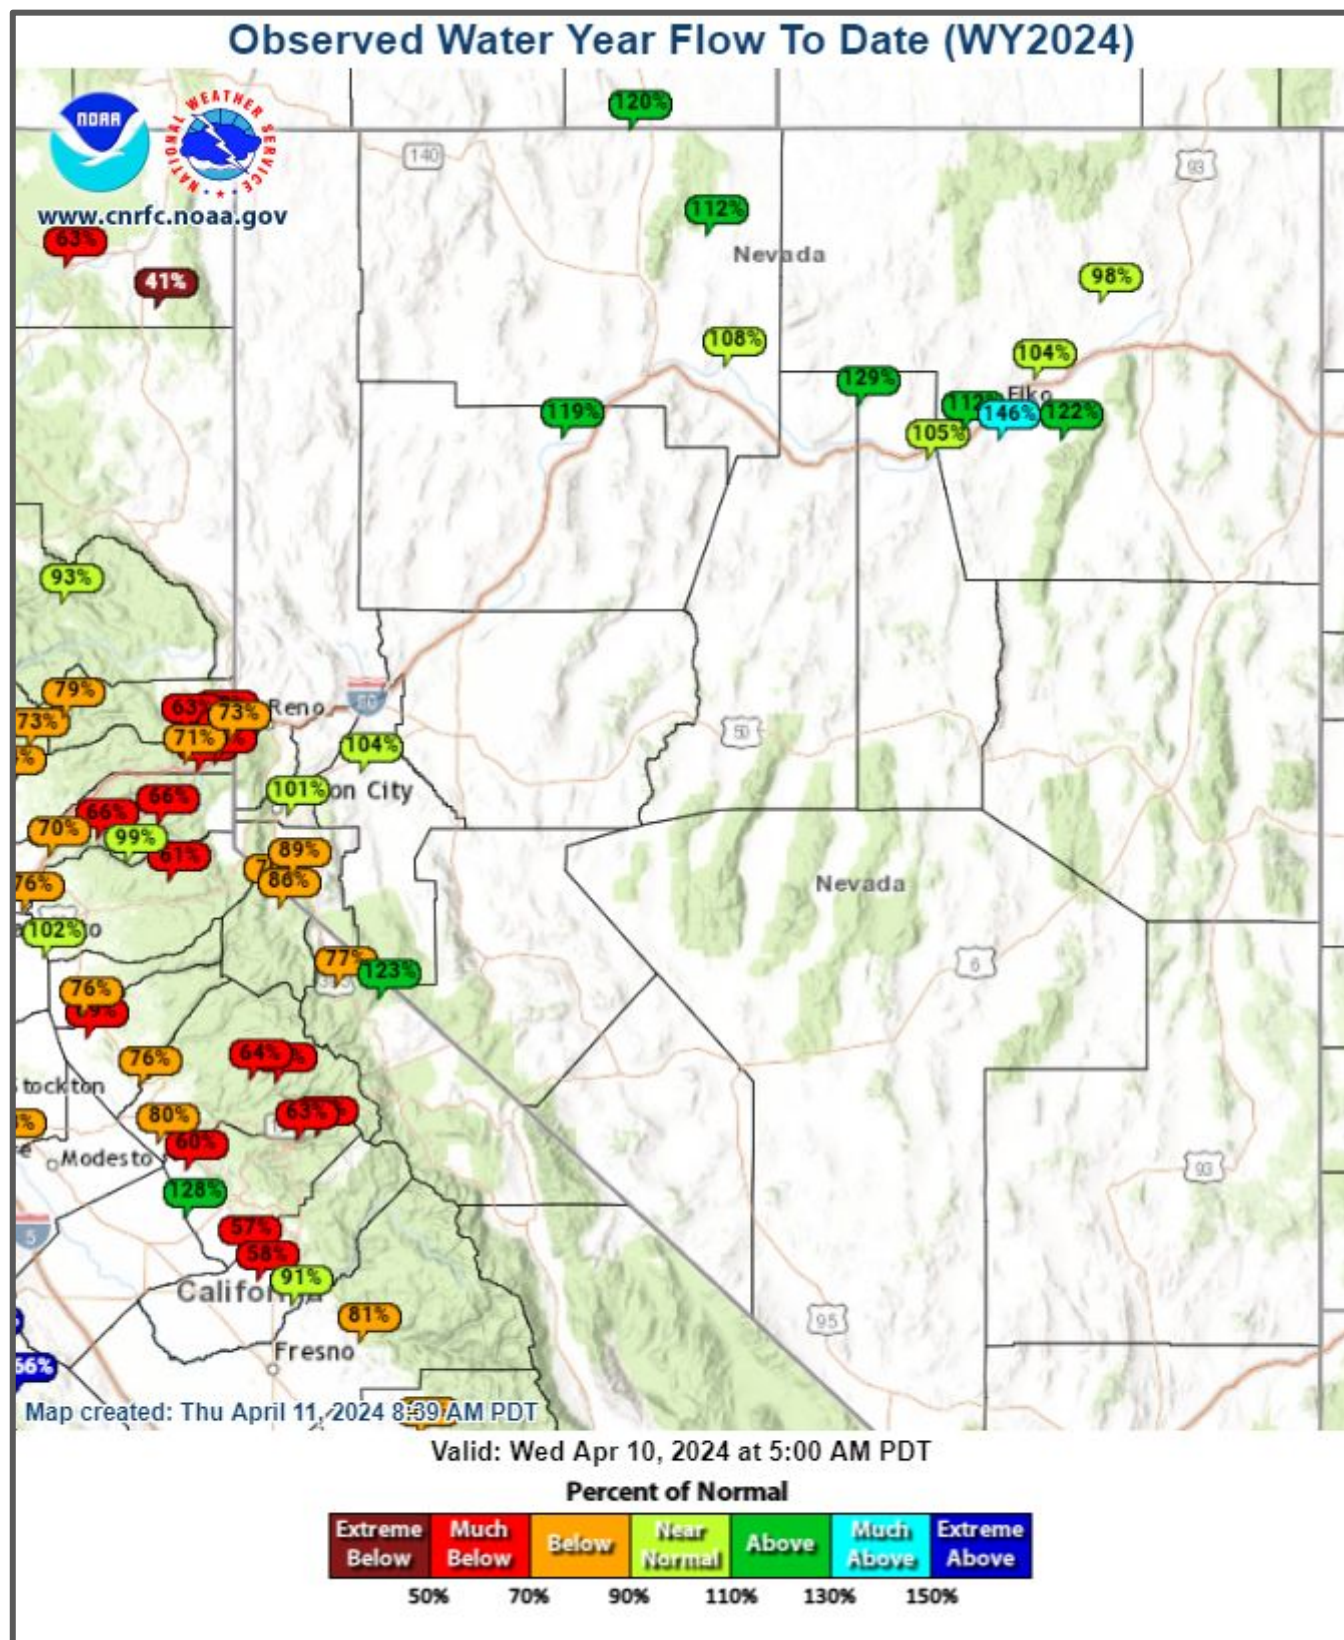 Observed Water Year Flow To Date (WY2024)
120%
NOAA
NATIONAL WEATHER SERVICE
140
93
www.cnrfc.noaa.gov
112%
63%
Nevada
41%
98%
108%
104%
129%
Elko
119%
146%
122%
105%
93%
79%
63%
73%
Reno
73%
71%
50
104%
101%
on City
66%
66%
70%
99%
61%
89%
86%
76%
Nevada
102%
77%
123%
6
76%
69%
64%
76%
Stockton
63%
80%
60%
Modesto
93
128%
57%
5
58%
91%
California
81%
95
Fresno
66%
Map created: Thu April 11, 2024 8:39 AM PDT
Valid: Wed Apr 10, 2024 at 5:00 AM PDT
Percent of Normal
Extreme Below
Much Below
Below
Near Normal
Above
Much Above
Extreme Above
50% 70% 90% 110% 130% 150%